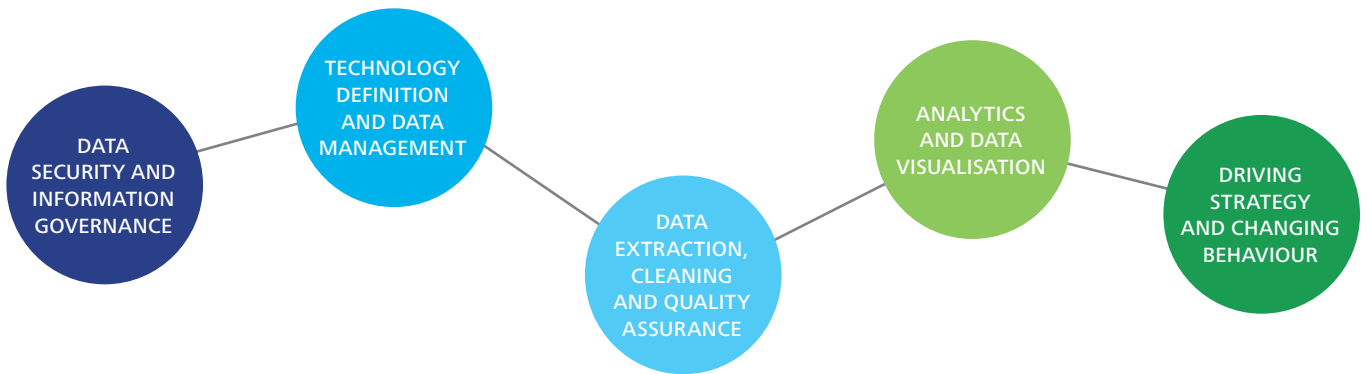 DATA
SECURITY AND
INFORMATION
GOVERNANCE
TECHNOLOGY
DEFINITION
AND DATA
MANAGEMENT
DATA
EXTRACTION,
CLEANING
AND QUALITY
ASSURANCE
ANALYTICS
AND DATA
VISUALISATION
DRIVING
STRATEGY
AND CHANGING
BEHAVIOUR